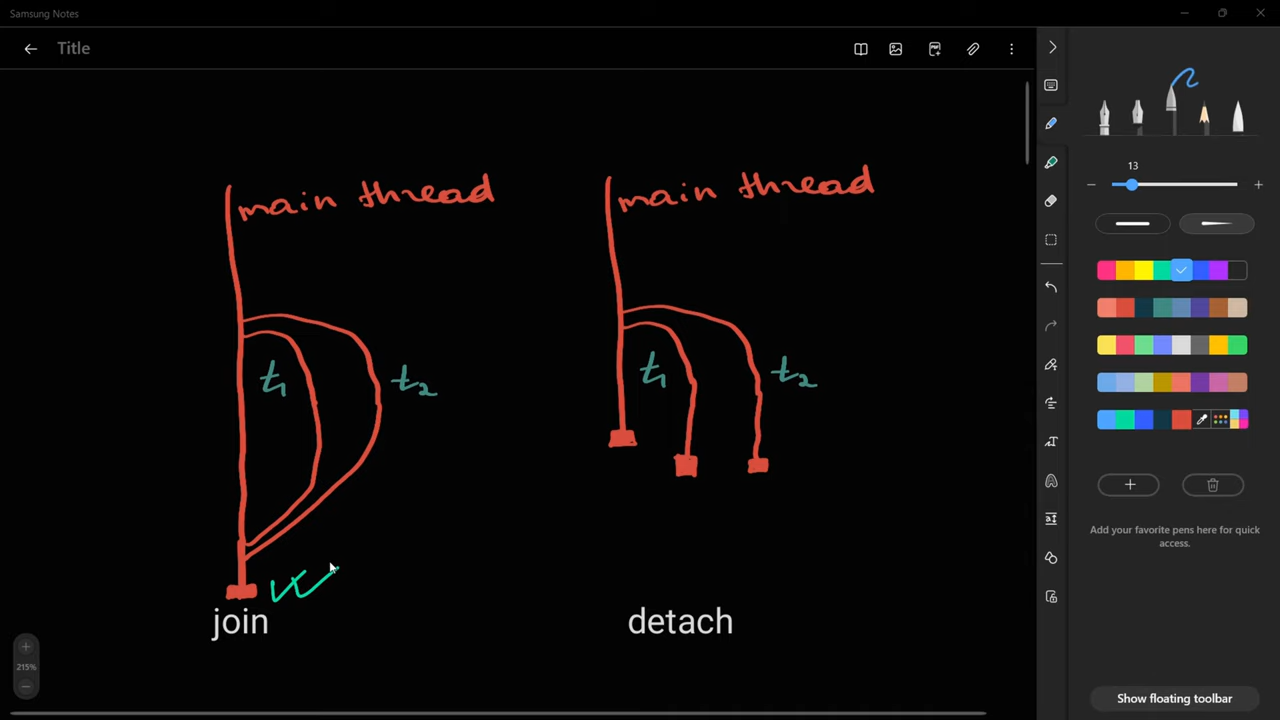 Samsung Notes
Title
13
main thread
main thread
t1
t2
t1
t2
join
detach
215%
Add your favorite pens here for quick
access.
Show floating toolbar